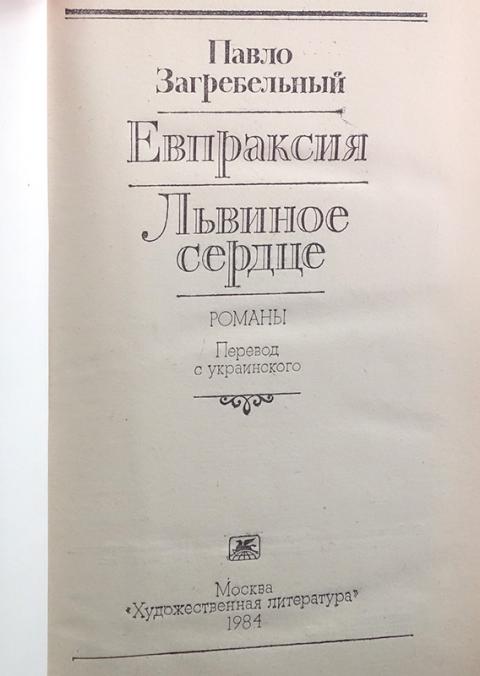 Павло
Загребельный
Евпраксия
Львиное
сердце
РОМАНЫ
Перевод
с украинского
Москва
«Художественная литература»
1984